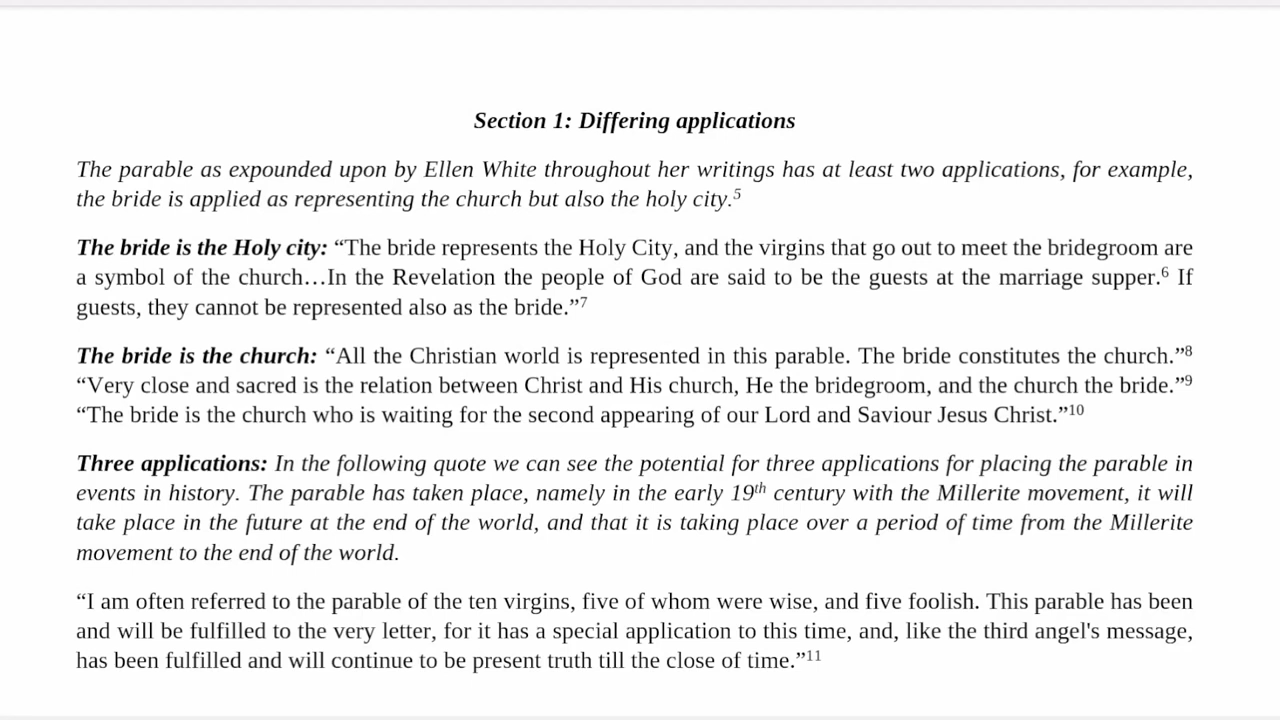 Section 1: Differing applications
The parable as expounded upon by Ellen White throughout her writings has at least two applications, for example,
the bride is applied as representing the church but also the holy city.5
The bride is the Holy city: “The bride represents the Holy City, and the virgins that go out to meet the bridegroom are
a symbol of the church…In the Revelation the people of God are said to be the guests at the marriage supper.6 If
guests, they cannot be represented also as the bride.”7
The bride is the church: “All the Christian world is represented in this parable. The bride constitutes the church.”8
“Very close and sacred is the relation between Christ and His church, He the bridegroom, and the church the bride.”9
“The bride is the church who is waiting for the second appearing of our Lord and Saviour Jesus Christ.”10
Three applications: In the following quote we can see the potential for three applications for placing the parable in
events in history. The parable has taken place, namely in the early 19th century with the Millerite movement, it will
take place in the future at the end of the world, and that it is taking place over a period of time from the Millerite
movement to the end of the world.
“I am often referred to the parable of the ten virgins, five of whom were wise, and five foolish. This parable has been
and will be fulfilled to the very letter, for it has a special application to this time, and, like the third angel's message,
has been fulfilled and will continue to be present truth till the close of time.”11